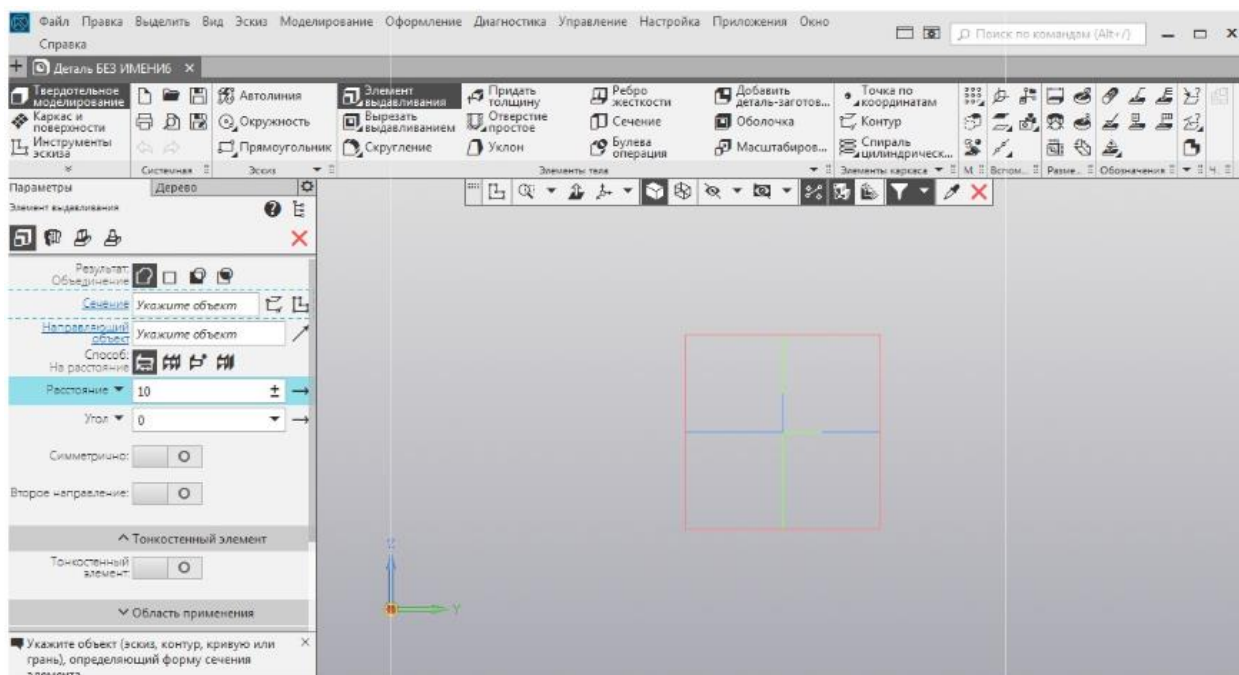 Файл Правка Выделить Вид Эскиз Моделирование Оформление Диагностика Управление Настройка Приложения Окно
Справка
Поиск по командам (Alt+/)
Деталь БЕЗ ИМЕНИ6
Твердотельное моделирование
Каркас и поверхности
Инструменты эскиза
Системная
Автолиния
Окружность
Прямоугольник
Эскиз
Элемент выдавливания
Вырезать выдавливанием
Скругление
Придать толщину
Отверстие простое
Уклон
Ребро жесткости
Сечение
Булева операция
Добавить деталь-заготов...
Оболочка
Масштабиров...
Элементы тела
Точка по координатам
Контур
Спираль цилиндрическ...
Элементы каркаса
М
Вспом...
Разме...
Обозначения
Ч.
Параметры
Дерево
Элемент выдавливания
Результат: Объединение
Сечение Укажите объект
Направляющий объект Укажите объект
Способ: На расстояние
Расстояние 10
Угол 0
Симметрично:
Второе направление:
Тонкостенный элемент
Тонкостенный элемент:
Область применения
Укажите объект (эскиз, контур, кривую или
грань), определяющий форму сечения
элемента
Z
Y